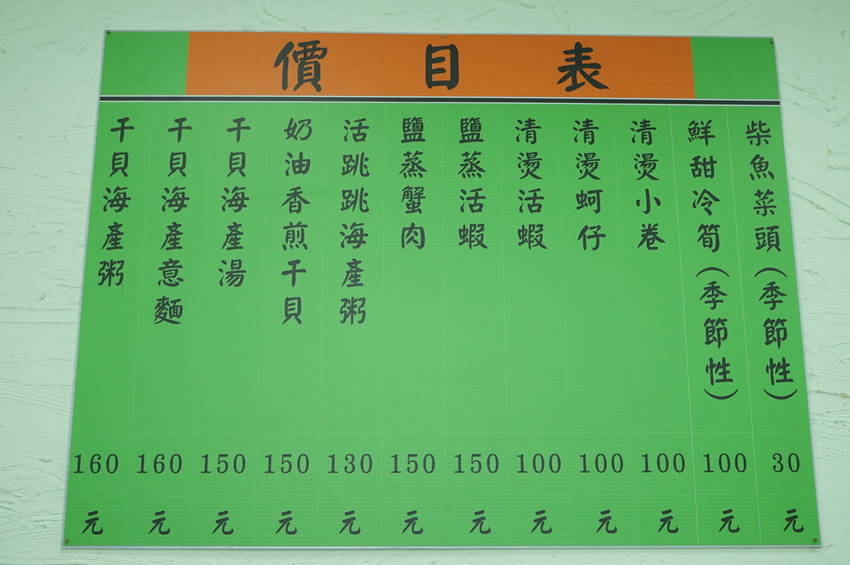 價目表
柴魚菜頭(季節性) 30元
鮮甜冷筍(季節性) 100元
清燙小卷 100元
清燙蚵仔 100元
清燙活蝦 100元
鹽蒸活蝦 150元
鹽蒸蟹肉 150元
活跳跳海產粥 130元
奶油香煎干貝 150元
干貝海產湯 150元
干貝海產意麵 160元
干貝海產粥 160元